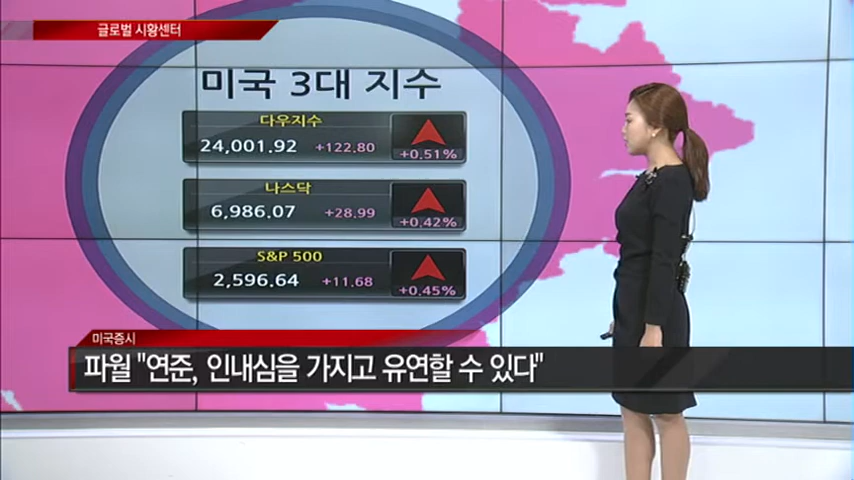 글로벌 시황센터
미국 3대 지수
다우지수
24,001.92 +122.80 +0.51%
나스닥
6,986.07 +28.99 +0.42%
S&P 500
2,596.64 +11.68 +0.45%
미국증시
파월 "연준, 인내심을 가지고 유연할 수 있다"